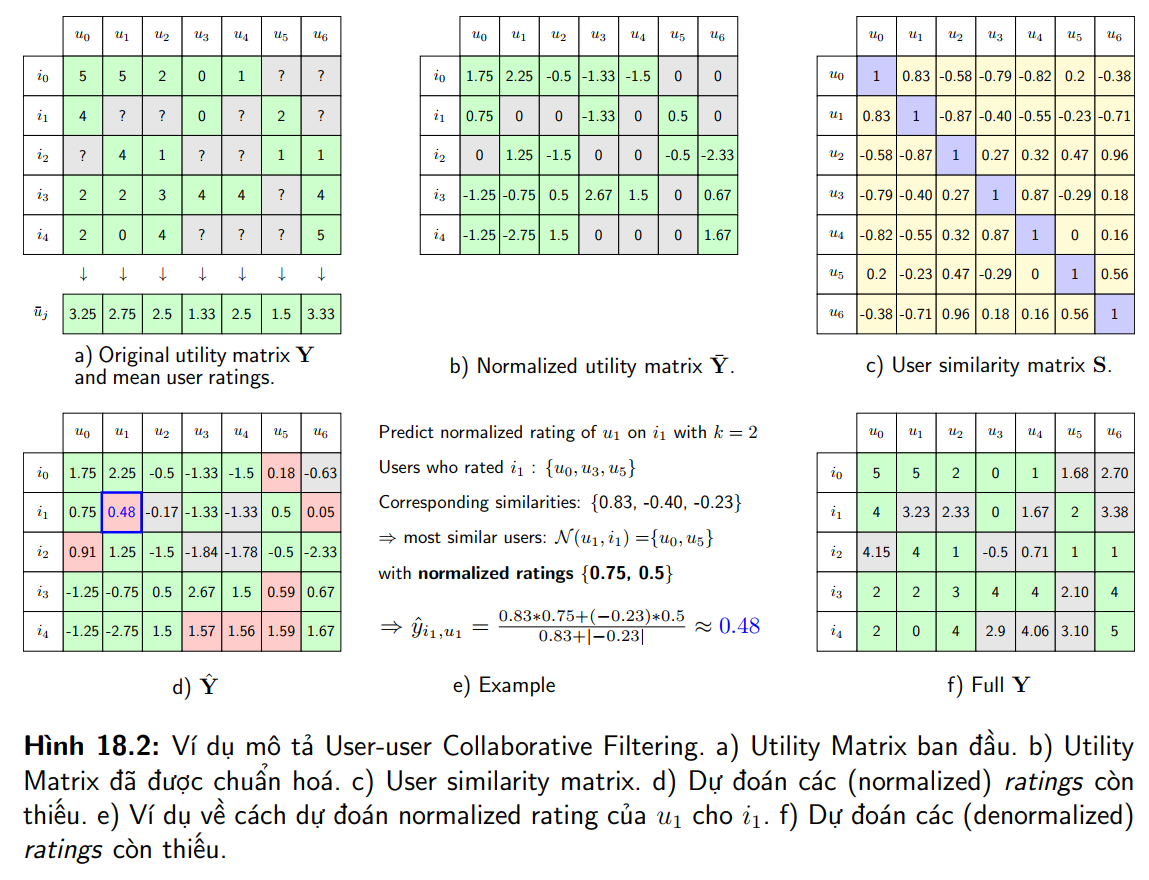 u₀ u₁ u₂ u₃ u₄ u₅ u₆
i₀ 5 5 2 0 1 ? ?
i₁ 4 ? ? 0 ? 2 ?
i₂ ? 4 1 ? ? 1 1
i₃ 2 2 3 4 4 ? 4
i₄ 2 0 4 ? ? ? 5
↓ ↓ ↓ ↓ ↓ ↓ ↓
ūⱼ 3.25 2.75 2.5 1.33 2.5 1.5 3.33
a) Original utility matrix Y
and mean user ratings.
u₀ u₁ u₂ u₃ u₄ u₅ u₆
i₀ 1.75 2.25 -0.5 -1.33 -1.5 0 0
i₁ 0.75 0 0 -1.33 0 0.5 0
i₂ 0 1.25 -1.5 0 0 -0.5 -2.33
i₃ -1.25 -0.75 0.5 2.67 1.5 0 0.67
i₄ -1.25 -2.75 1.5 0 0 0 1.67
b) Normalized utility matrix Ȳ.
u₀ u₁ u₂ u₃ u₄ u₅ u₆
u₀ 1 0.83 -0.58 -0.79 -0.82 0.2 -0.38
u₁ 0.83 1 -0.87 -0.40 -0.55 -0.23 -0.71
u₂ -0.58 -0.87 1 0.27 0.32 0.47 0.96
u₃ -0.79 -0.40 0.27 1 0.87 -0.29 0.18
u₄ -0.82 -0.55 0.32 0.87 1 0 0.16
u₅ 0.2 -0.23 0.47 -0.29 0 1 0.56
u₆ -0.38 -0.71 0.96 0.18 0.16 0.56 1
c) User similarity matrix S.
u₀ u₁ u₂ u₃ u₄ u₅ u₆
i₀ 1.75 2.25 -0.5 -1.33 -1.5 0.18 -0.63
i₁ 0.75 0.48 -0.17 -1.33 -1.33 0.5 0.05
i₂ 0.91 1.25 -1.5 -1.84 -1.78 -0.5 -2.33
i₃ -1.25 -0.75 0.5 2.67 1.5 0.59 0.67
i₄ -1.25 -2.75 1.5 1.57 1.56 1.59 1.67
d) Ŷ
Predict normalized rating of u₁ on i₁ with k = 2
Users who rated i₁ : {u₀, u₃, u₅}
Corresponding similarities: {0.83, -0.40, -0.23}
⇒ most similar users: 𝒩(u₁, i₁) ={u₀, u₅}
with normalized ratings {0.75, 0.5}
0.83*0.75+(−0.23)*0.5
⇒ ŷ_{i₁,u₁} = ≈ 0.48
0.83+|−0.23|
e) Example
u₀ u₁ u₂ u₃ u₄ u₅ u₆
i₀ 5 5 2 0 1 1.68 2.70
i₁ 4 3.23 2.33 0 1.67 2 3.38
i₂ 4.15 4 1 -0.5 0.71 1 1
i₃ 2 2 3 4 4 2.10 4
i₄ 2 0 4 2.9 4.06 3.10 5
f) Full Y
Hình 18.2: Ví dụ mô tả User-user Collaborative Filtering. a) Utility Matrix ban đầu. b) Utility
Matrix đã được chuẩn hoá. c) User similarity matrix. d) Dự đoán các (normalized) ratings còn
thiếu. e) Ví dụ về cách dự đoán normalized rating của u₁ cho i₁. f) Dự đoán các (denormalized)
ratings còn thiếu.